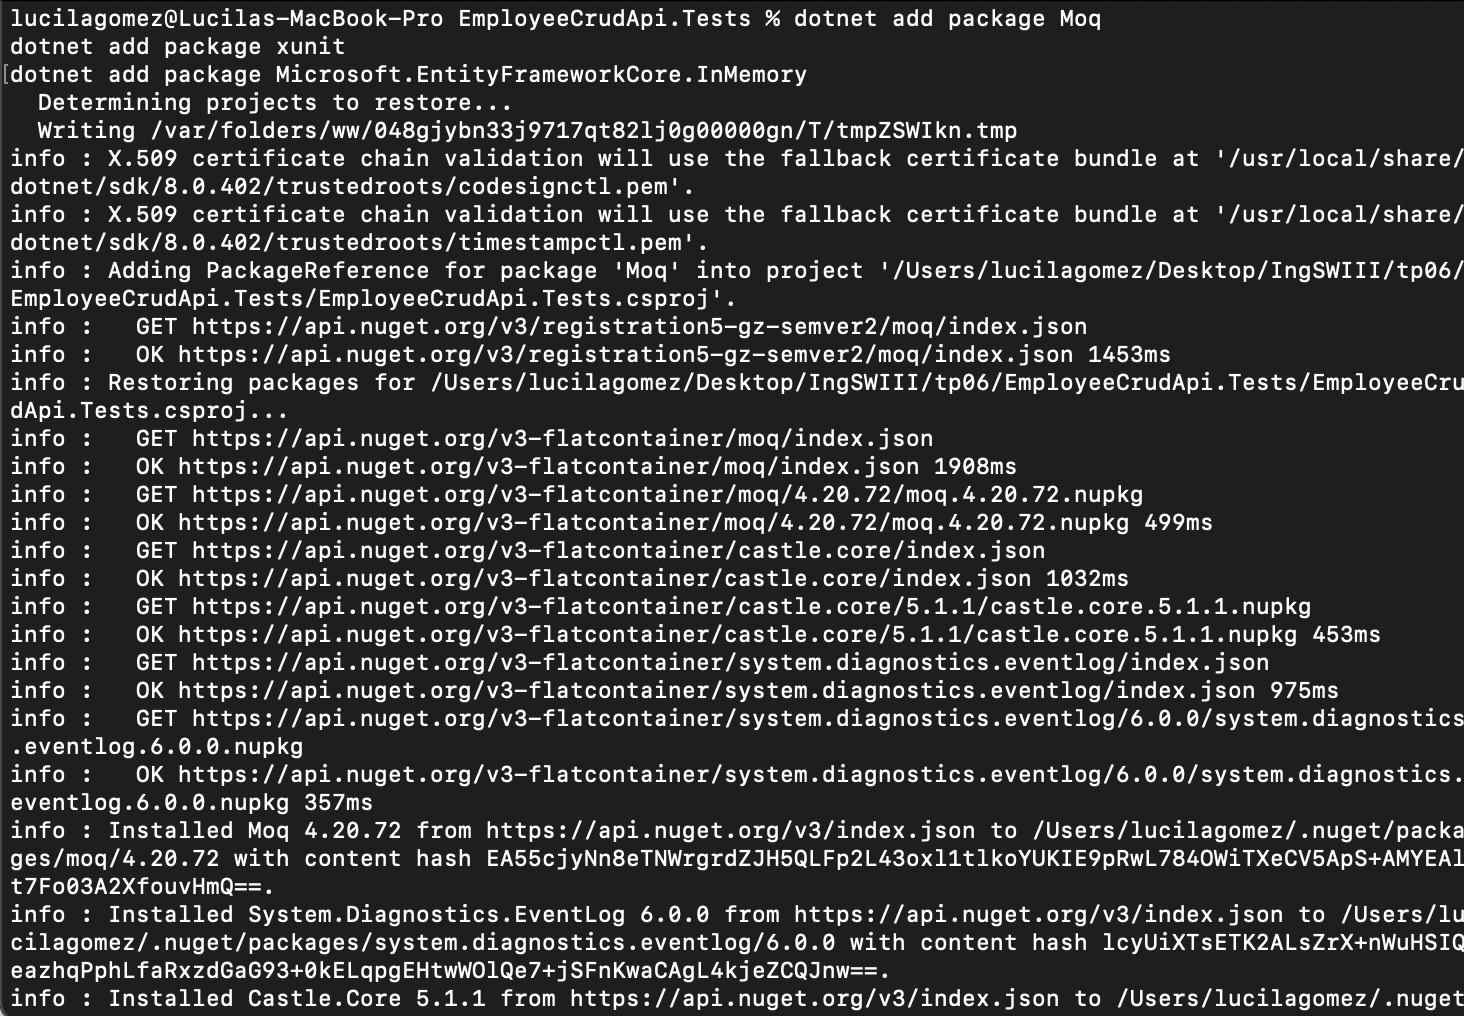 lucilagomez@Lucilas-MacBook-Pro EmployeeCrudApi.Tests % dotnet add package Moq
dotnet add package xunit
[dotnet add package Microsoft.EntityFrameworkCore.InMemory
  Determining projects to restore...
  Writing /var/folders/ww/048gjybn33j9717qt82lj0g00000gn/T/tmpZSWIkn.tmp
info : X.509 certificate chain validation will use the fallback certificate bundle at '/usr/local/share/
dotnet/sdk/8.0.402/trustedroots/codesignctl.pem'.
info : X.509 certificate chain validation will use the fallback certificate bundle at '/usr/local/share/
dotnet/sdk/8.0.402/trustedroots/timestampctl.pem'.
info : Adding PackageReference for package 'Moq' into project '/Users/lucilagomez/Desktop/IngSWIII/tp06/
EmployeeCrudApi.Tests/EmployeeCrudApi.Tests.csproj'.
info :   GET https://api.nuget.org/v3/registration5-gz-semver2/moq/index.json
info :   OK https://api.nuget.org/v3/registration5-gz-semver2/moq/index.json 1453ms
info : Restoring packages for /Users/lucilagomez/Desktop/IngSWIII/tp06/EmployeeCrudApi.Tests/EmployeeCru
dApi.Tests.csproj...
info :   GET https://api.nuget.org/v3-flatcontainer/moq/index.json
info :   OK https://api.nuget.org/v3-flatcontainer/moq/index.json 1908ms
info :   GET https://api.nuget.org/v3-flatcontainer/moq/4.20.72/moq.4.20.72.nupkg
info :   OK https://api.nuget.org/v3-flatcontainer/moq/4.20.72/moq.4.20.72.nupkg 499ms
info :   GET https://api.nuget.org/v3-flatcontainer/castle.core/index.json
info :   OK https://api.nuget.org/v3-flatcontainer/castle.core/index.json 1032ms
info :   GET https://api.nuget.org/v3-flatcontainer/castle.core/5.1.1/castle.core.5.1.1.nupkg
info :   OK https://api.nuget.org/v3-flatcontainer/castle.core/5.1.1/castle.core.5.1.1.nupkg 453ms
info :   GET https://api.nuget.org/v3-flatcontainer/system.diagnostics.eventlog/index.json
info :   OK https://api.nuget.org/v3-flatcontainer/system.diagnostics.eventlog/index.json 975ms
info :   GET https://api.nuget.org/v3-flatcontainer/system.diagnostics.eventlog/6.0.0/system.diagnostics
.eventlog.6.0.0.nupkg
info :   OK https://api.nuget.org/v3-flatcontainer/system.diagnostics.eventlog/6.0.0/system.diagnostics.
eventlog.6.0.0.nupkg 357ms
info : Installed Moq 4.20.72 from https://api.nuget.org/v3/index.json to /Users/lucilagomez/.nuget/packa
ges/moq/4.20.72 with content hash EA55cjyNn8eTNWrgrdZJH5QLFp2L43oxl1tlkoYUKIE9pRwL784OWiTXeCV5ApS+AMYEAl
t7Fo03A2XfouvHmQ==.
info : Installed System.Diagnostics.EventLog 6.0.0 from https://api.nuget.org/v3/index.json to /Users/lu
cilagomez/.nuget/packages/system.diagnostics.eventlog/6.0.0 with content hash lcyUiXTsETK2ALsZrX+nWuHSIQ
eazhqPphLfaRxzdGaG93+0kELqpgEHtwWOlQe7+jSFnKwaCAgL4kjeZCQJnw==.
info : Installed Castle.Core 5.1.1 from https://api.nuget.org/v3/index.json to /Users/lucilagomez/.nuget